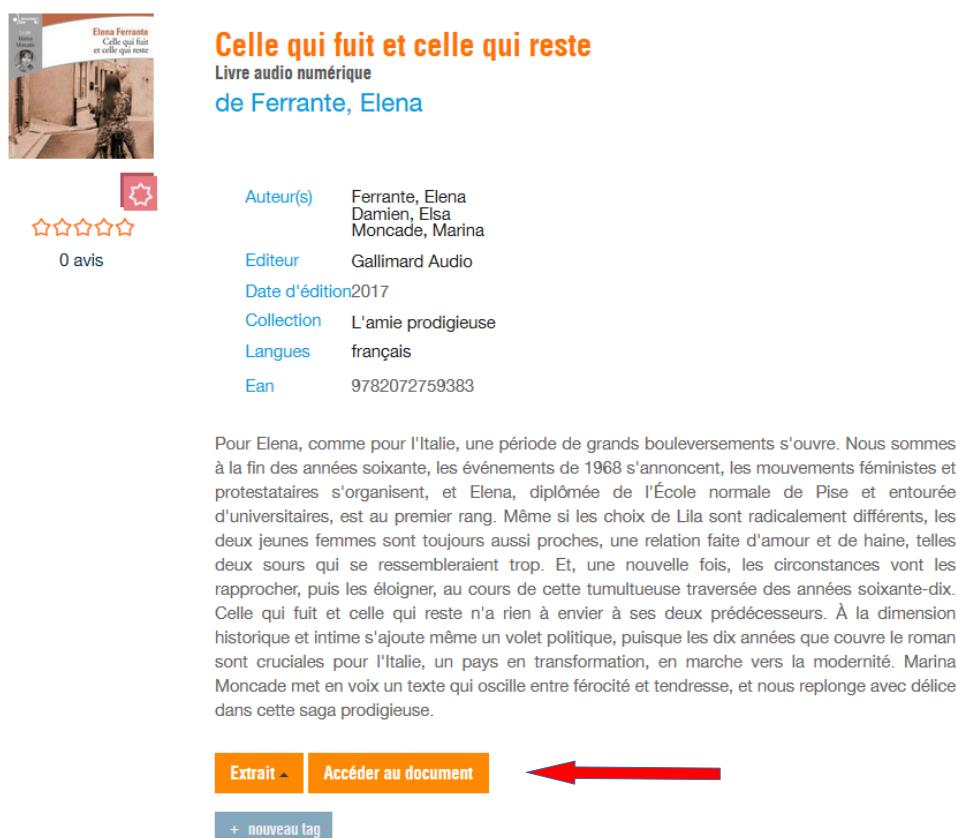 Elena Ferrante
Celle qui fuit
et celle qui reste
Celle qui fuit et celle qui reste
Livre audio numérique
de Ferrante, Elena
0 avis
Auteur(s) Ferrante, Elena
Damien, Elsa
Moncade, Marina
Editeur Gallimard Audio
Date d'édition2017
Collection L'amie prodigieuse
Langues français
Ean 9782072759383
Pour Elena, comme pour l'Italie, une période de grands bouleversements s'ouvre. Nous sommes
à la fin des années soixante, les événements de 1968 s'annoncent, les mouvements féministes et
protestataires s'organisent, et Elena, diplômée de l'École normale de Pise et entourée
d'universitaires, est au premier rang. Même si les choix de Lila sont radicalement différents, les
deux jeunes femmes sont toujours aussi proches, une relation faite d'amour et de haine, telles
deux sours qui se ressembleraient trop. Et, une nouvelle fois, les circonstances vont les
rapprocher, puis les éloigner, au cours de cette tumultueuse traversée des années soixante-dix.
Celle qui fuit et celle qui reste n'a rien à envier à ses deux prédécesseurs. À la dimension
historique et intime s'ajoute même un volet politique, puisque les dix années que couvre le roman
sont cruciales pour l'Italie, un pays en transformation, en marche vers la modernité. Marina
Moncade met en voix un texte qui oscille entre férocité et tendresse, et nous replonge avec délice
dans cette saga prodigieuse.
Extrait Accéder au document
+ nouveau tag